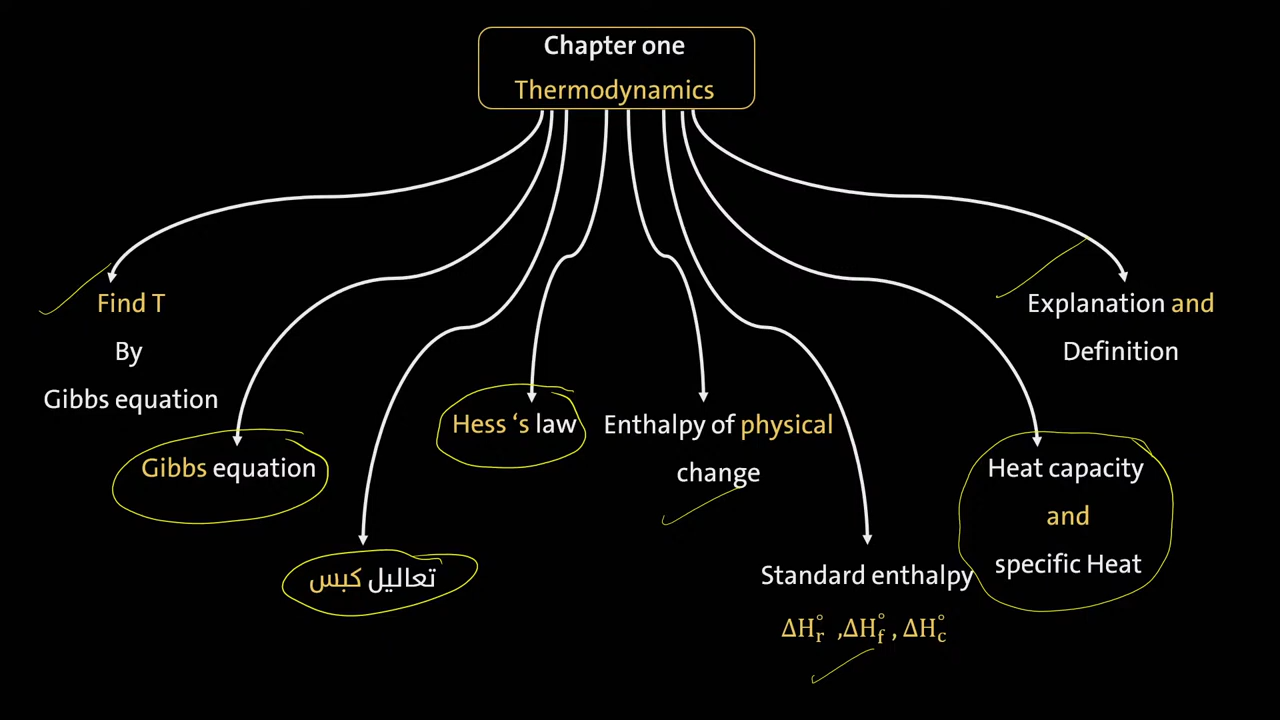 Chapter one
Thermodynamics
Find T
By
Gibbs equation
Gibbs equation
تعاليل كبس
Hess ‘s law
Enthalpy of physical
change
Standard enthalpy
ΔH°r ,ΔH°f , ΔH°c
Heat capacity
and
specific Heat
Explanation and
Definition